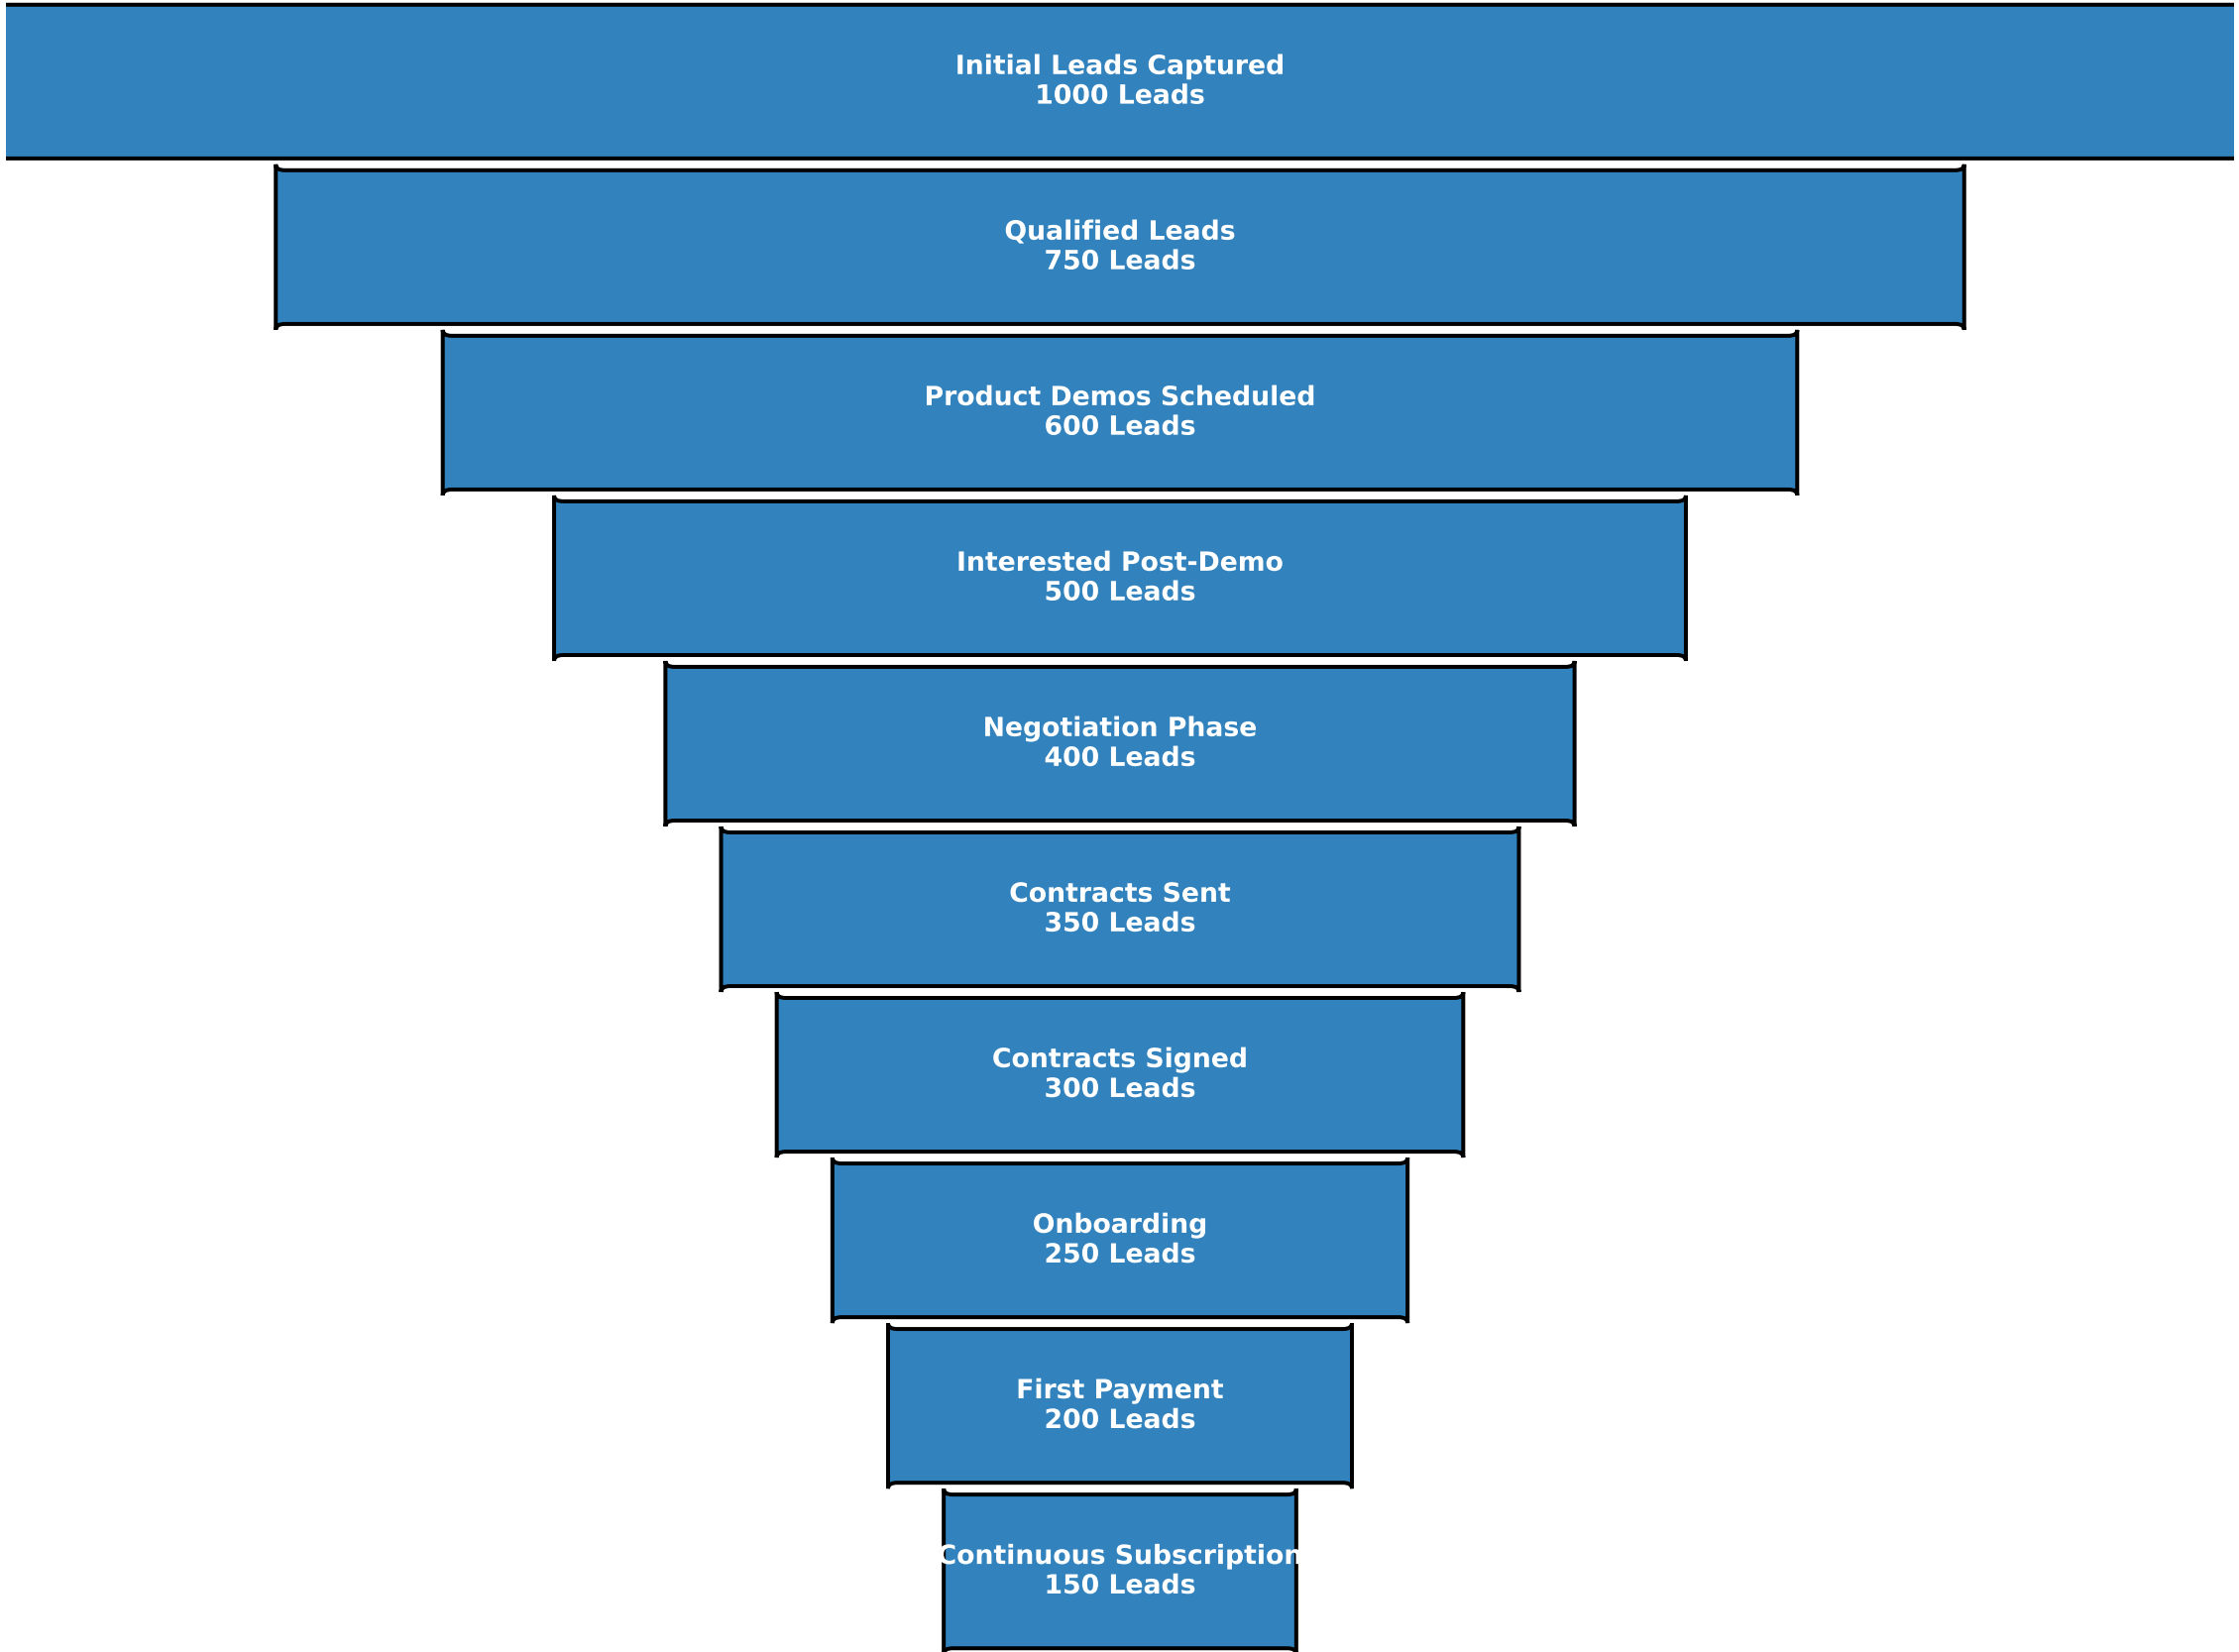 Initial Leads Captured
1000 Leads
Qualified Leads
750 Leads
Product Demos Scheduled
600 Leads
Interested Post-Demo
500 Leads
Negotiation Phase
400 Leads
Contracts Sent
350 Leads
Contracts Signed
300 Leads
Onboarding
250 Leads
First Payment
200 Leads
Continuous Subscription
150 Leads